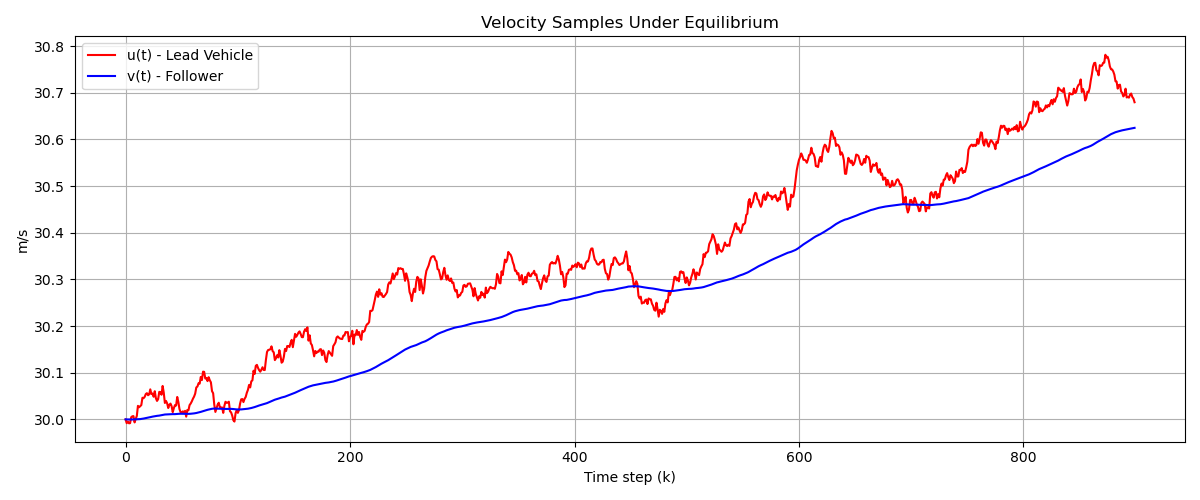 Velocity Samples Under Equilibrium
u(t) - Lead Vehicle
v(t) - Follower
m/s
30.8
30.7
30.6
30.5
30.4
30.3
30.2
30.1
30.0
0 200 400 600 800
Time step (k)